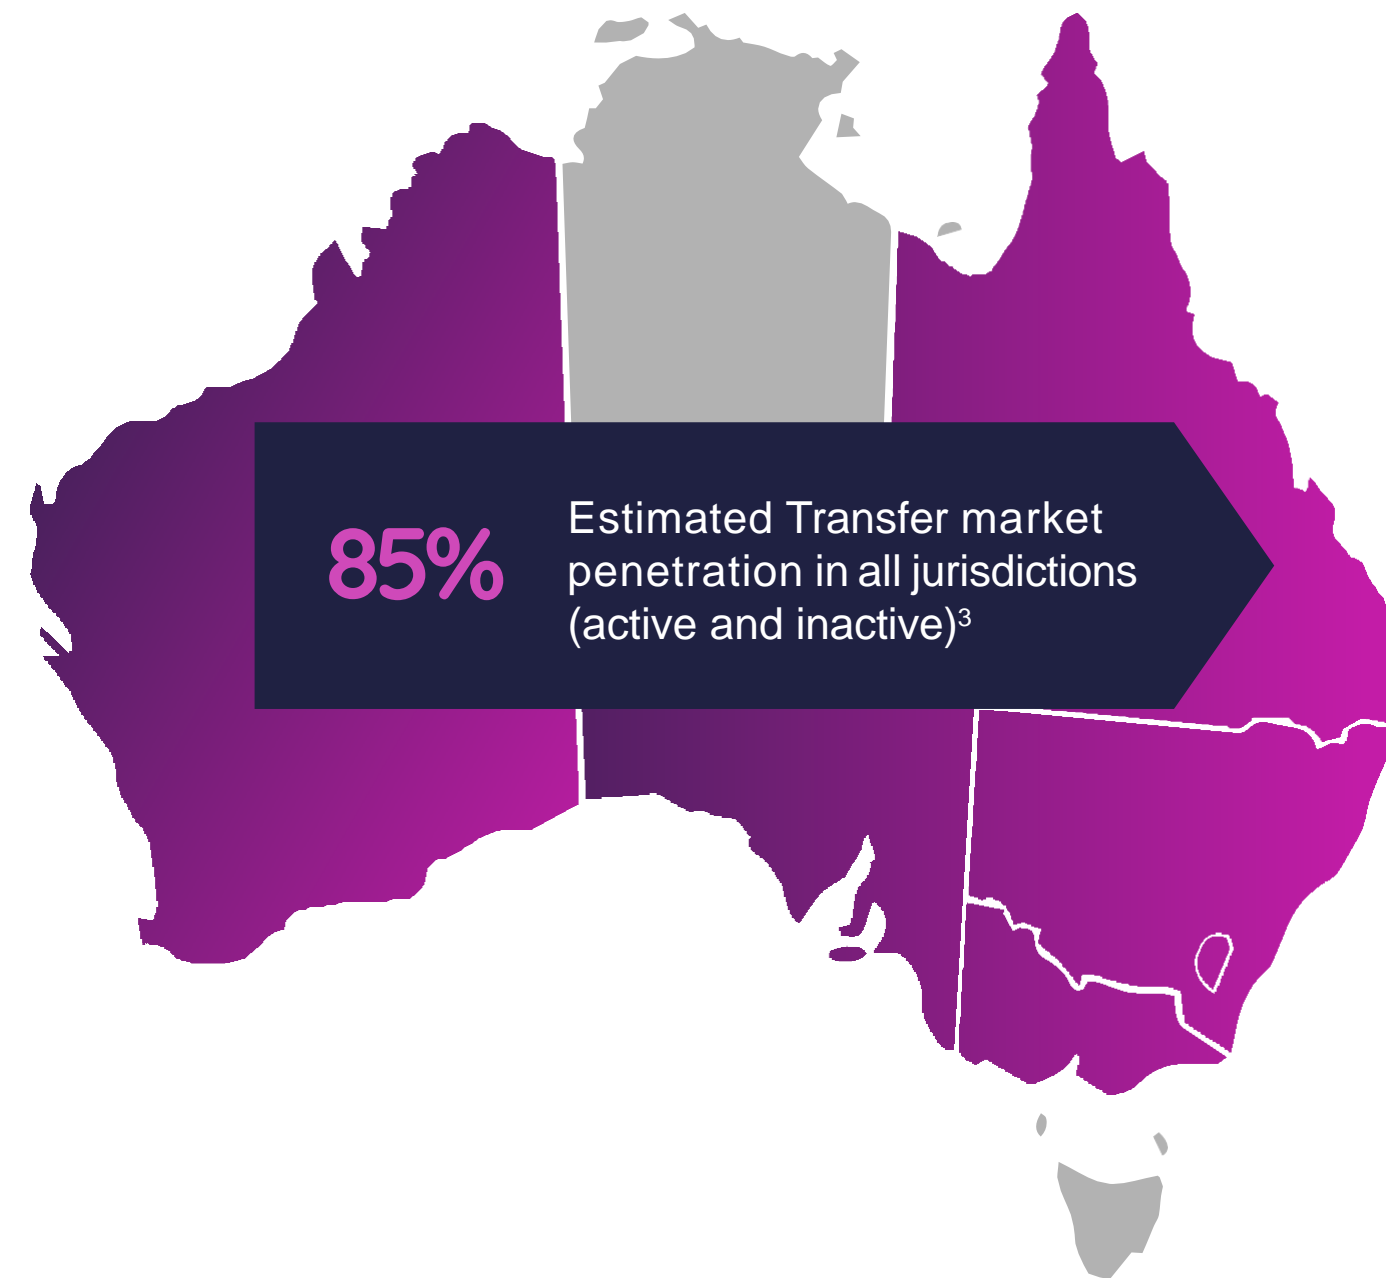 85%
Estimated Transfer market
penetration in all jurisdictions
(active and inactive)³